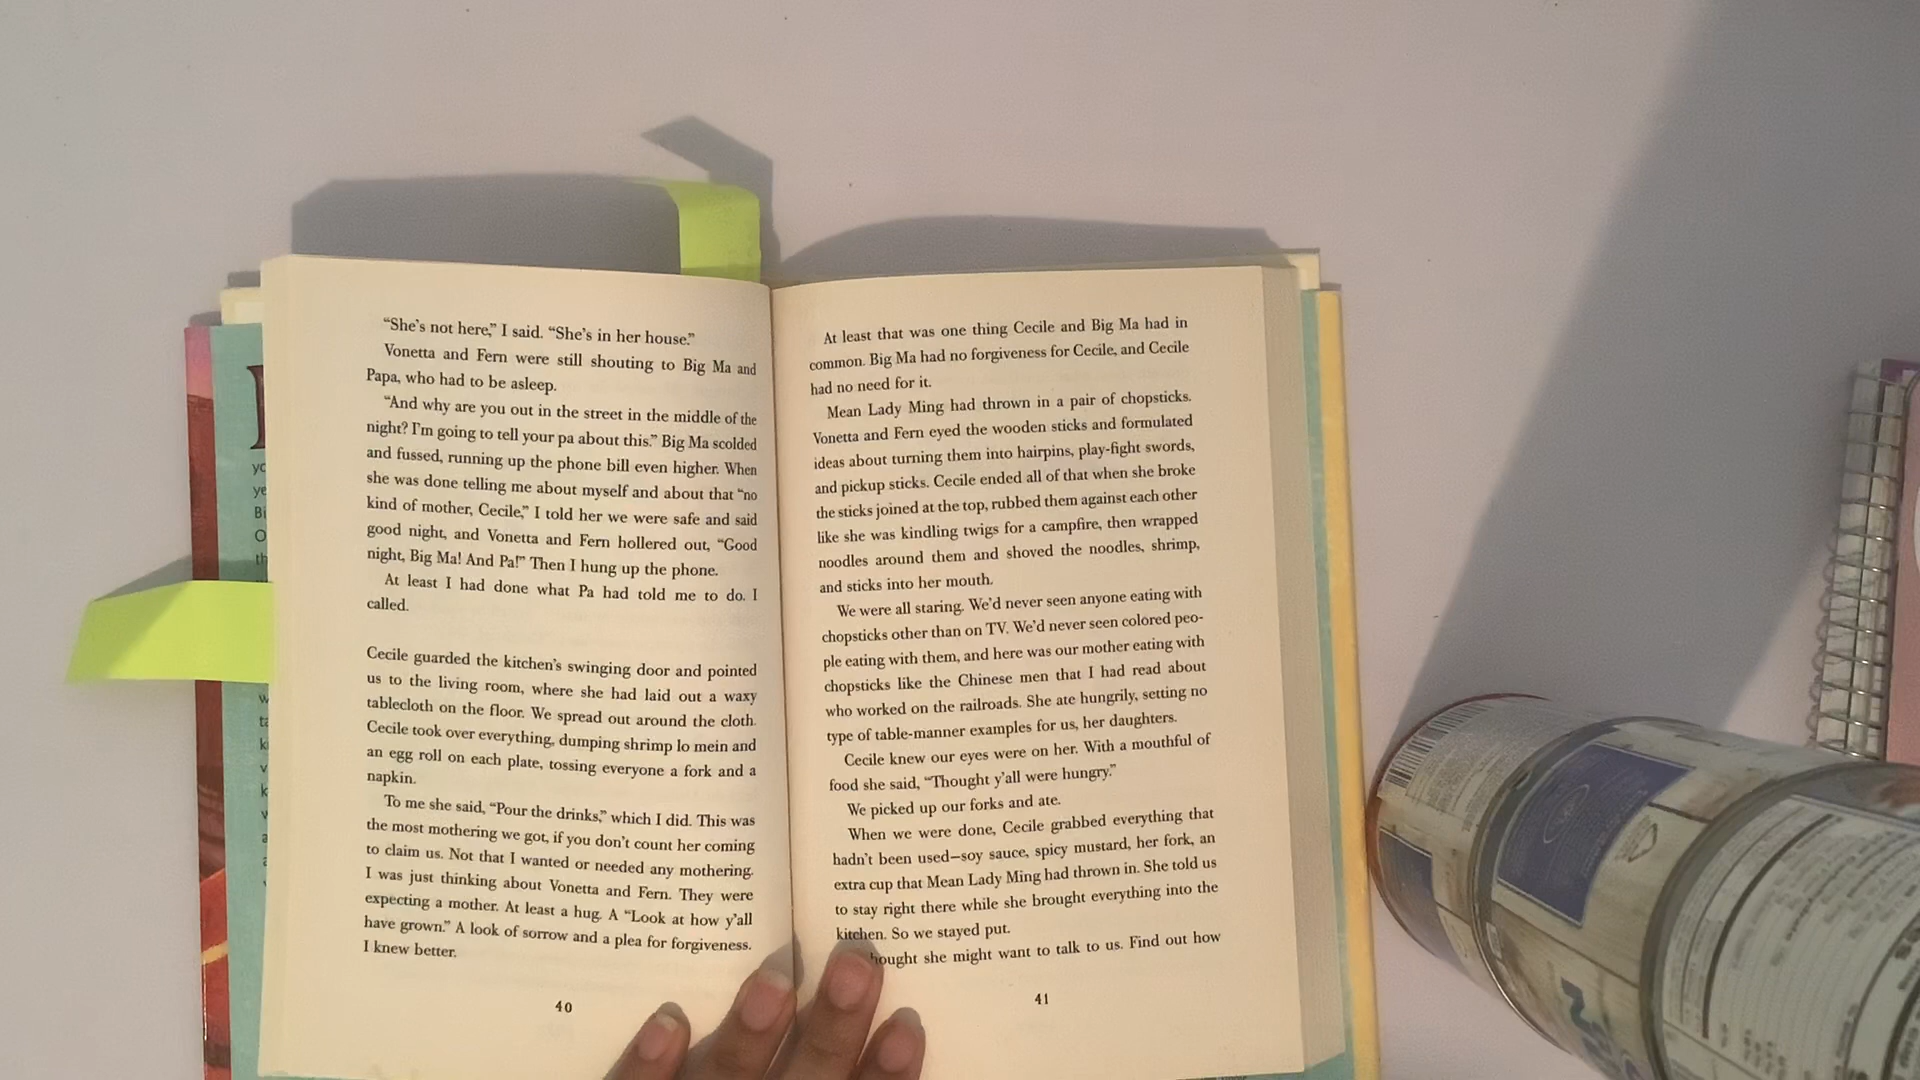 “She’s not here,” I said. “She’s in her house.”
Vonetta and Fern were still shouting to Big Ma and
Papa, who had to be asleep.
“And why are you out in the street in the middle of the
night? I’m going to tell your pa about this.” Big Ma scolded
and fussed, running up the phone bill even higher. When
she was done telling me about myself and about that “no
kind of mother, Cecile,” I told her we were safe and said
good night, and Vonetta and Fern hollered out, “Good
night, Big Ma! And Pa!” Then I hung up the phone.
At least I had done what Pa had told me to do. I
called.
Cecile guarded the kitchen’s swinging door and pointed
us to the living room, where she had laid out a waxy
tablecloth on the floor. We spread out around the cloth.
Cecile took over everything, dumping shrimp lo mein and
an egg roll on each plate, tossing everyone a fork and a
napkin.
To me she said, “Pour the drinks,” which I did. This was
the most mothering we got, if you don’t count her coming
to claim us. Not that I wanted or needed any mothering.
I was just thinking about Vonetta and Fern. They were
expecting a mother. At least a hug. A “Look at how y’all
have grown.” A look of sorrow and a plea for forgiveness.
I knew better.
40
At least that was one thing Cecile and Big Ma had in
common. Big Ma had no forgiveness for Cecile, and Cecile
had no need for it.
Mean Lady Ming had thrown in a pair of chopsticks.
Vonetta and Fern eyed the wooden sticks and formulated
ideas about turning them into hairpins, play-fight swords,
and pickup sticks. Cecile ended all of that when she broke
the sticks joined at the top, rubbed them against each other
like she was kindling twigs for a campfire, then wrapped
noodles around them and shoved the noodles, shrimp,
and sticks into her mouth.
We were all staring. We’d never seen anyone eating with
chopsticks other than on TV. We’d never seen colored peo-
ple eating with them, and here was our mother eating with
chopsticks like the Chinese men that I had read about
who worked on the railroads. She ate hungrily, setting no
type of table-manner examples for us, her daughters.
Cecile knew our eyes were on her. With a mouthful of
food she said, “Thought y’all were hungry.”
We picked up our forks and ate.
When we were done, Cecile grabbed everything that
hadn’t been used—soy sauce, spicy mustard, her fork, an
extra cup that Mean Lady Ming had thrown in. She told us
to stay right there while she brought everything into the
kitchen. So we stayed put.
she might want to talk to us. Find out how
41